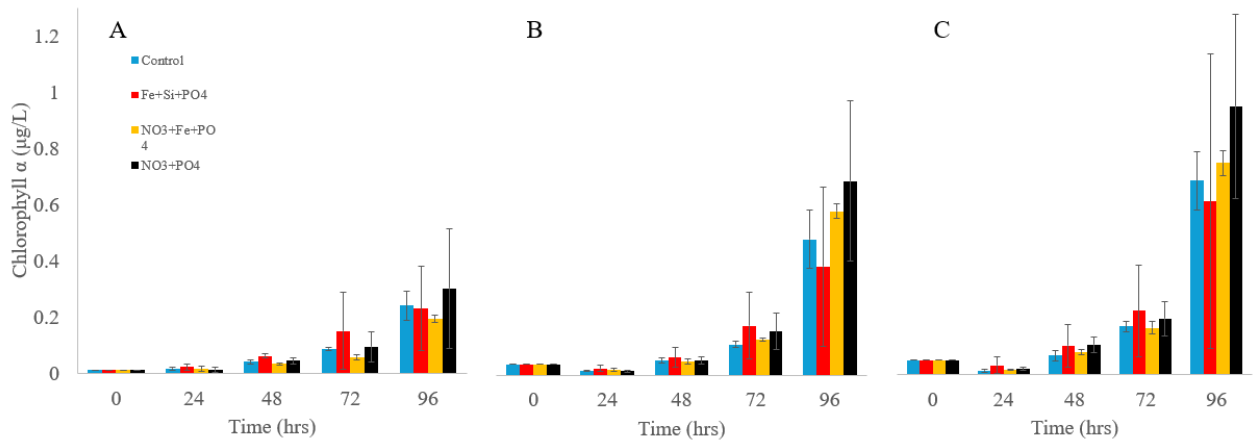 A
B
C
Control
Fe+Si+PO4
NO3+Fe+PO
4
NO3+PO4
Chlorophyll α (μg/L)
1.2
1
0.8
0.6
0.4
0.2
0
0 24 48 72 96
0 24 48 72 96
0 24 48 72 96
Time (hrs)
Time (hrs)
Time (hrs)